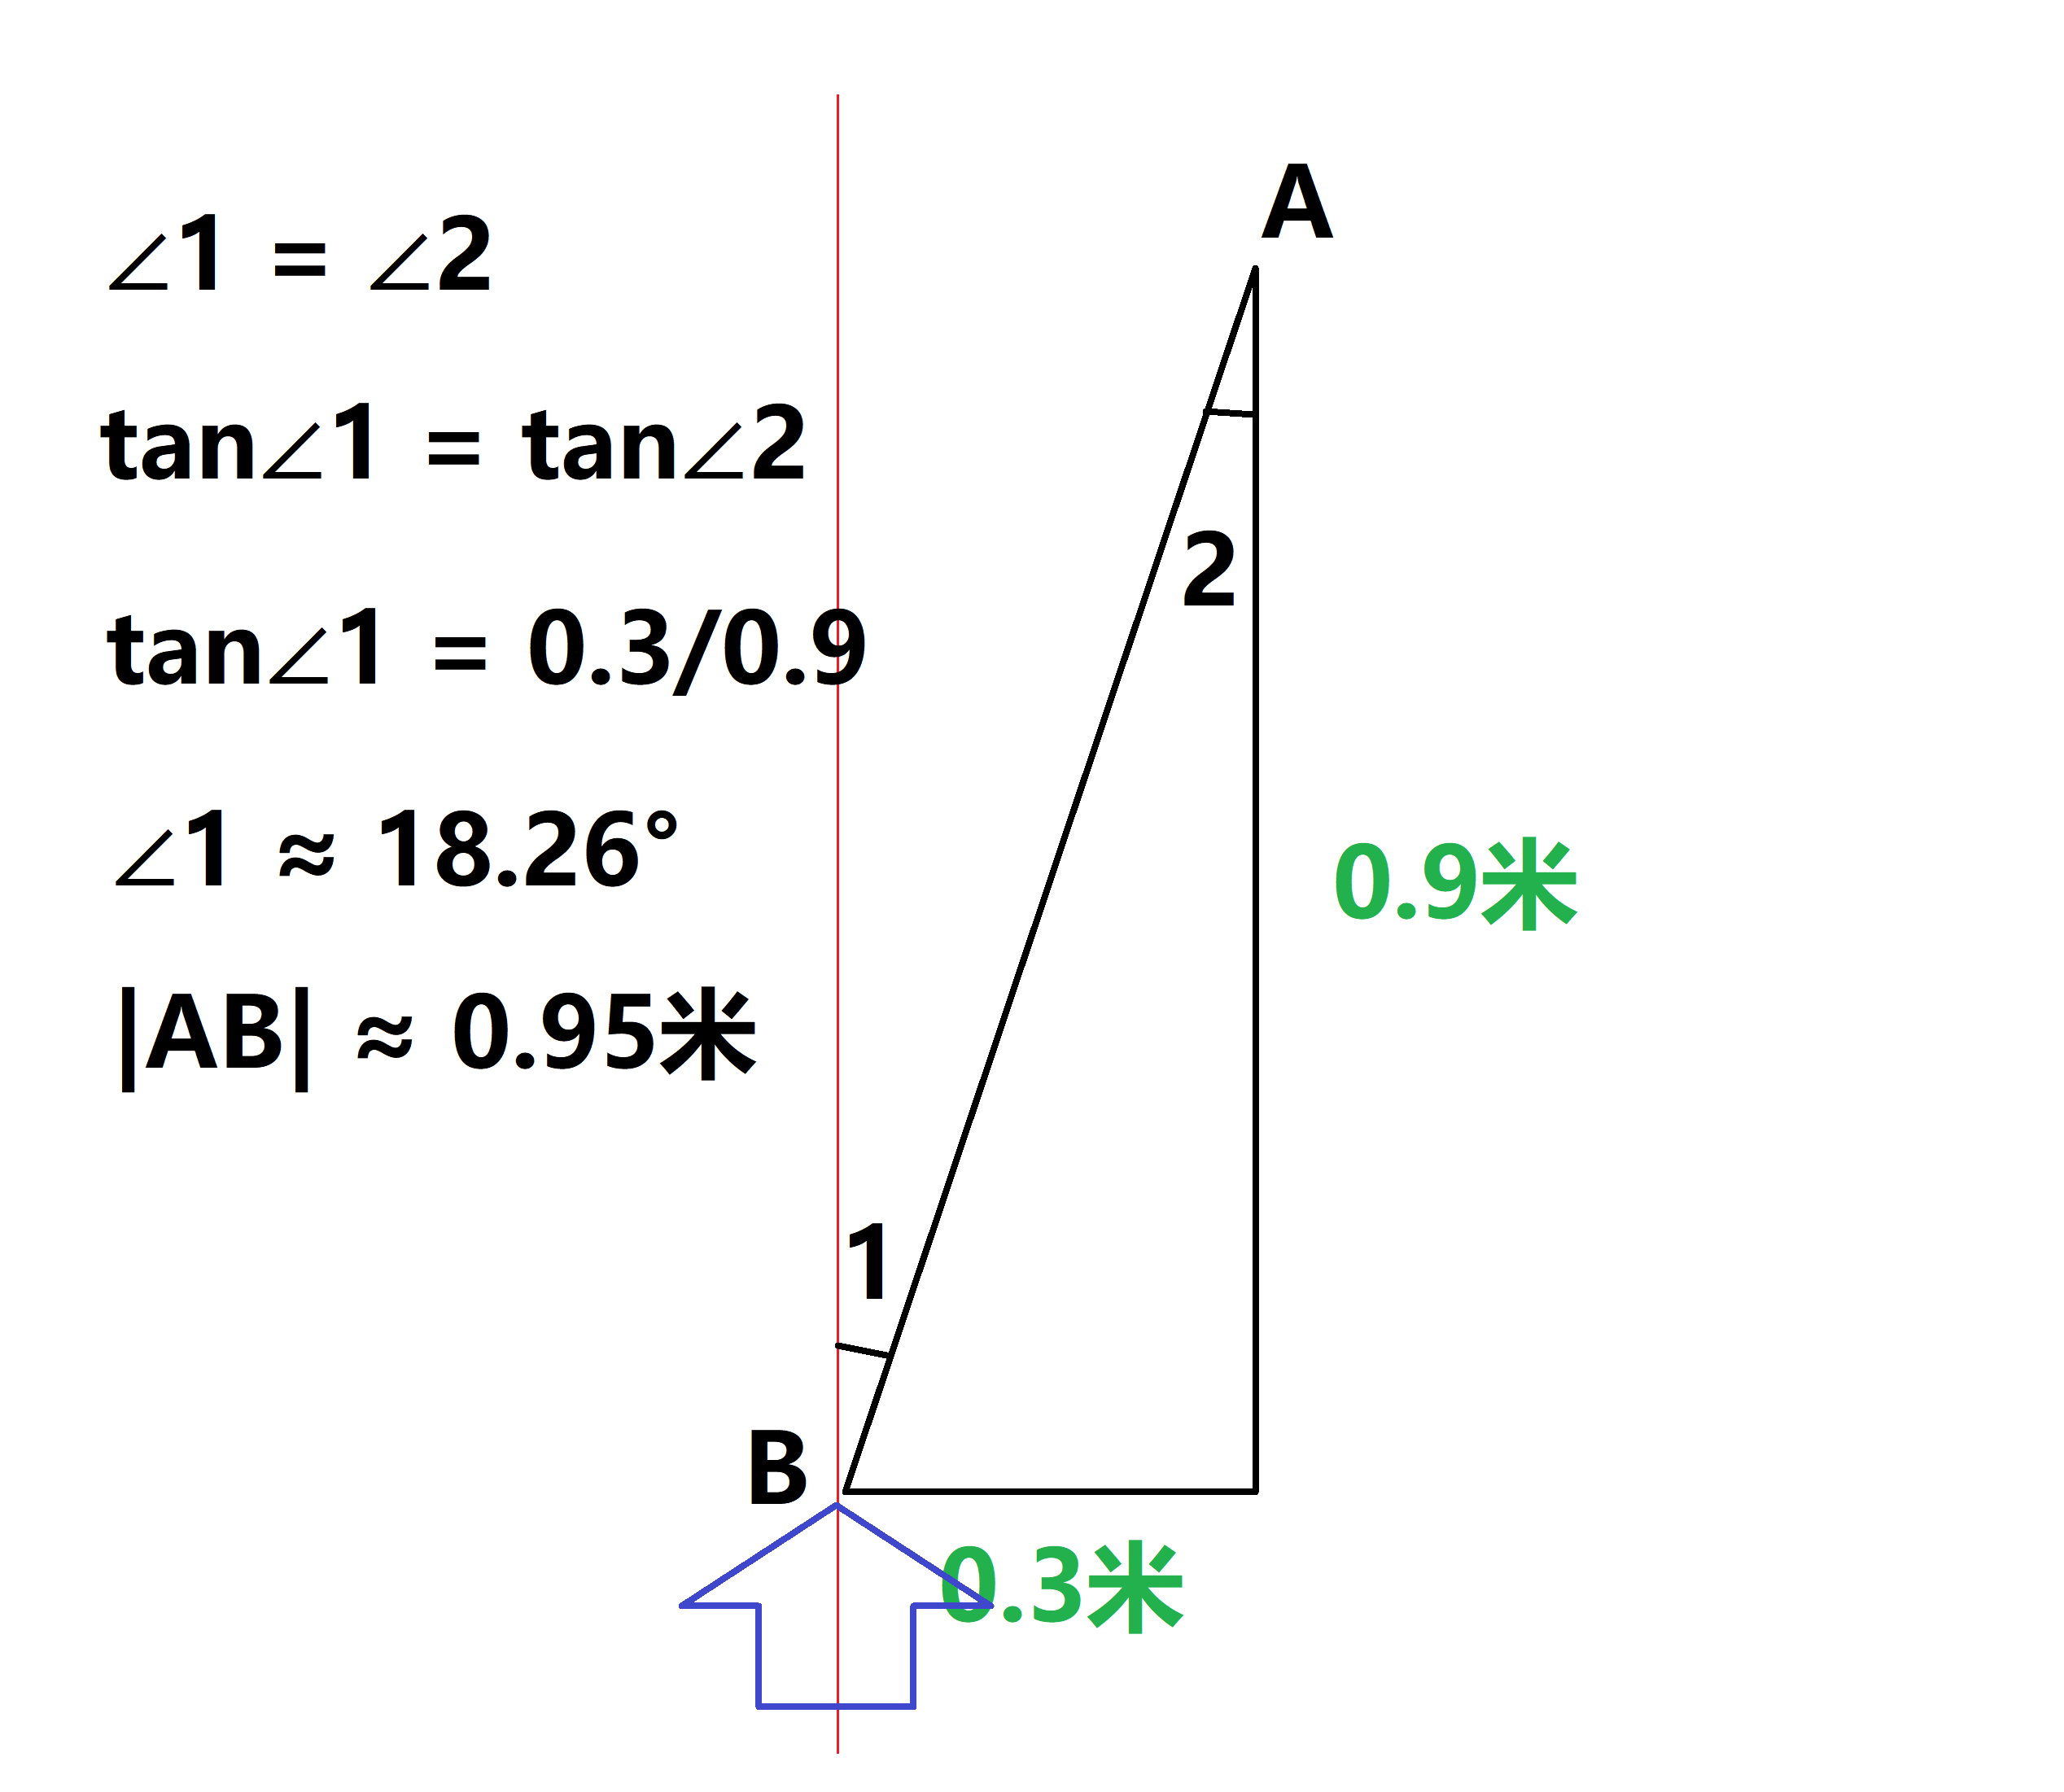 ∠1 = ∠2
tan∠1 = tan∠2
tan∠1 = 0.3/0.9
∠1 ≈ 18.26°
|AB| ≈ 0.95米
A
2
0.9米
1
B
0.3米